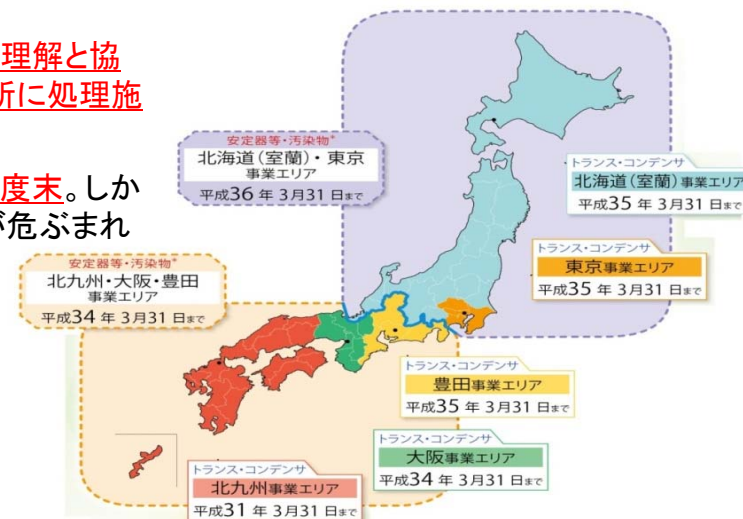 理解と協
所に処理施
度末。しか
が危ぶまれ
安定器等・汚染物*
北海道(室蘭)・東京
事業エリア
平成36年3月31日まで
トランス・コンデンサ
北海道(室蘭)事業エリア
平成35年3月31日まで
トランス・コンデンサ
東京事業エリア
平成35年3月31日まで
安定器等・汚染物*
北九州・大阪・豊田
事業エリア
平成34年3月31日まで
トランス・コンデンサ
豊田事業エリア
平成35年3月31日まで
トランス・コンデンサ
大阪事業エリア
平成34年3月31日まで
トランス・コンデンサ
北九州事業エリア
平成31年3月31日まで